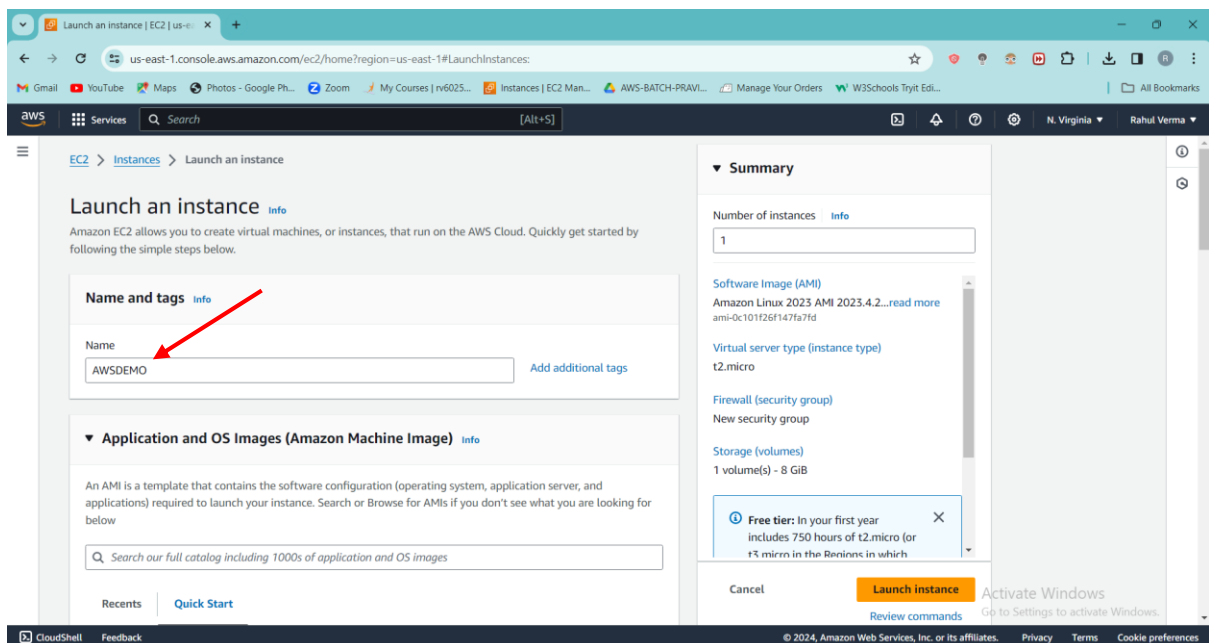 Launch an instance | EC2 | us-e
us-east-1.console.aws.amazon.com/ec2/home?region=us-east-1#LaunchInstances:
Gmail YouTube Maps Photos - Google Ph... Zoom My Courses | rv6025... Instances | EC2 Man... AWS-BATCH-PRAVI... Manage Your Orders W3Schools Tryit Edi... All Bookmarks
aws Services Search [Alt+S] N. Virginia Rahul Verma
EC2 > Instances > Launch an instance
Launch an instance Info
Amazon EC2 allows you to create virtual machines, or instances, that run on the AWS Cloud. Quickly get started by
following the simple steps below.
Name and tags Info
Name
AWSDEMO
Add additional tags
Application and OS Images (Amazon Machine Image) Info
An AMI is a template that contains the software configuration (operating system, application server, and
applications) required to launch your instance. Search or Browse for AMIs if you don't see what you are looking for
below
Search our full catalog including 1000s of application and OS images
Recents Quick Start
Summary
Number of instances Info
1
Software Image (AMI)
Amazon Linux 2023 AMI 2023.4.2...read more
ami-0c101f26f147fa7fd
Virtual server type (instance type)
t2.micro
Firewall (security group)
New security group
Storage (volumes)
1 volume(s) - 8 GiB
Free tier: In your first year
includes 750 hours of t2.micro (or
t3.micro in the Regions in which
Cancel Launch instance
Review commands
Activate Windows
Go to Settings to activate Windows.
CloudShell Feedback © 2024, Amazon Web Services, Inc. or its affiliates. Privacy Terms Cookie preferences